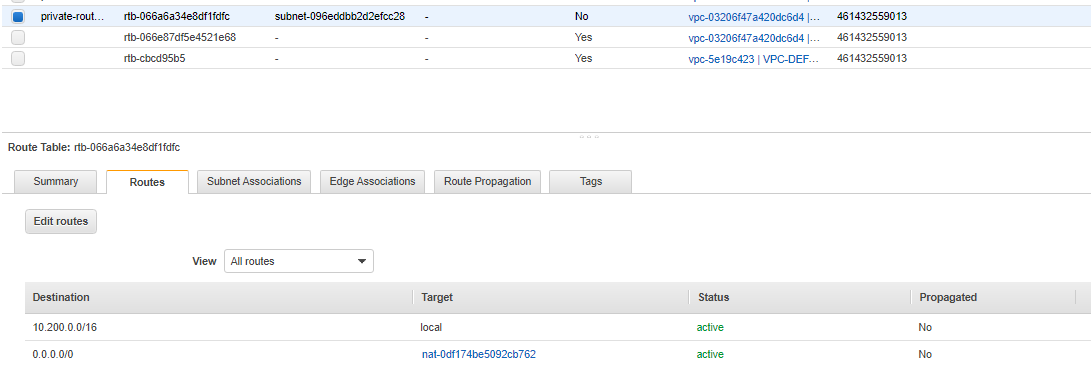 private-rout... rtb-066a6a34e8df1fdfc subnet-096eddbb2d2efcc28 - No vpc-03206f47a420dc6d4 |... 461432559013
rtb-066e87df5e4521e68 - - Yes vpc-03206f47a420dc6d4 |... 461432559013
rtb-cbcd95b5 - - Yes vpc-5e19c423 | VPC-DEF... 461432559013
Route Table: rtb-066a6a34e8df1fdfc
Summary Routes Subnet Associations Edge Associations Route Propagation Tags
Edit routes
View All routes
Destination Target Status Propagated
10.200.0.0/16 local active No
0.0.0.0/0 nat-0df174be5092cb762 active No